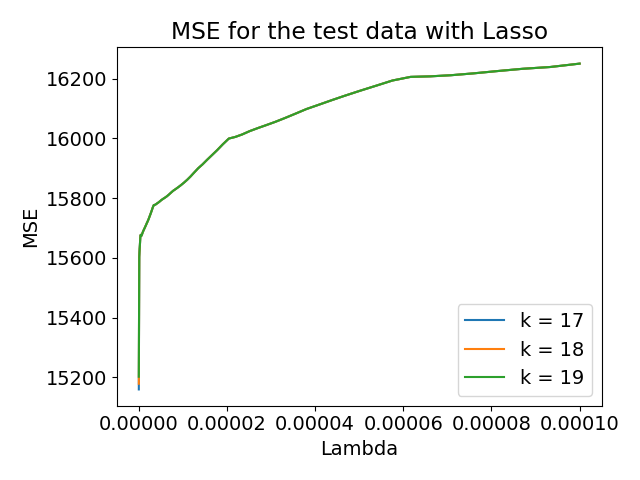 MSE for the test data with Lasso
16200
16000
15800
15600
15400
15200
MSE
k = 17
k = 18
k = 19
0.00000 0.00002 0.00004 0.00006 0.00008 0.00010
Lambda